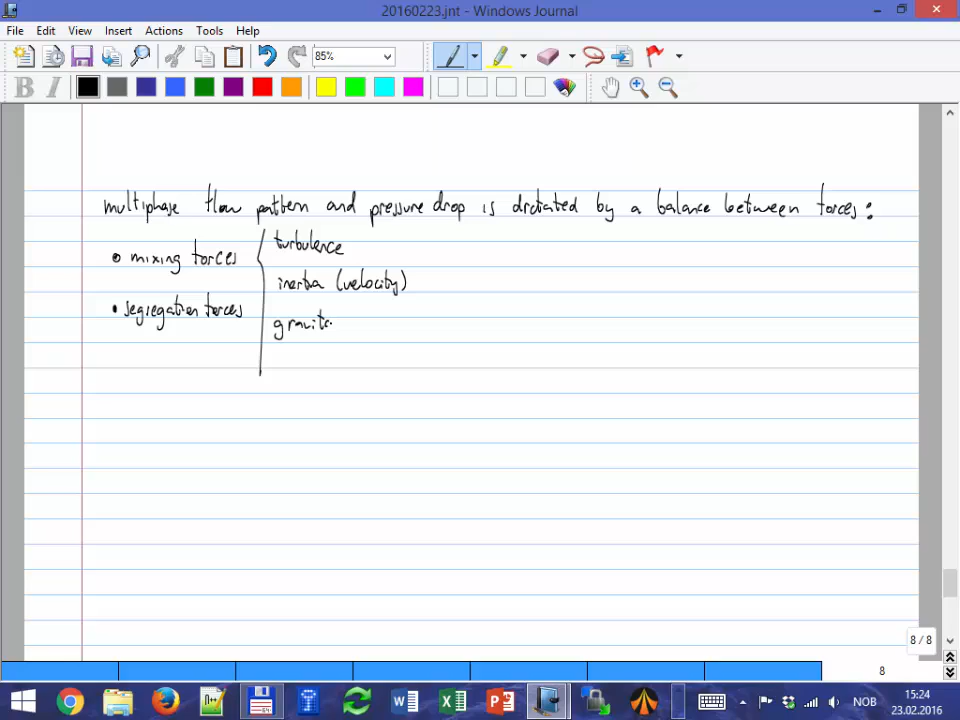 20160223.jnt - Windows Journal
File Edit View Insert Actions Tools Help
85%
B I
multiphase flow pattern and pressure drop is dictated by a balance between forces:
• mixing forces
turbulence
inertia (velocity)
• segregation forces
gravita
8 / 8
8
15:24
NOB
23.02.2016